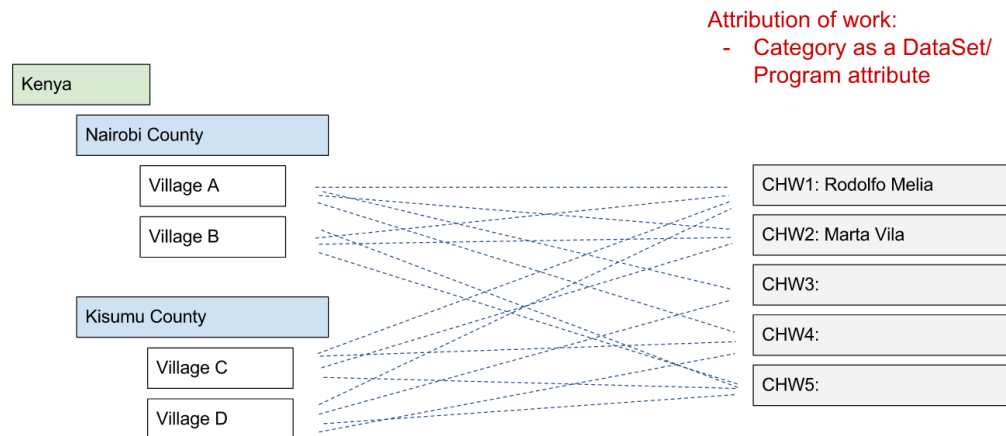 Attribution of work:
- Category as a DataSet/
Program attribute
Kenya
Nairobi County
Village A
Village B
Kisumu County
Village C
Village D
CHW1: Rodolfo Melia
CHW2: Marta Vila
CHW3:
CHW4:
CHW5: